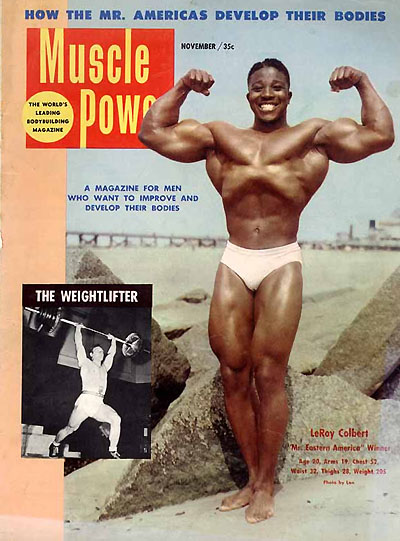 HOW THE MR. AMERICAS DEVELOP THEIR BODIES
NOVEMBER / 35c
Muscle
Powe
THE WORLD'S
LEADING
BODYBUILDING
MAGAZINE
A MAGAZINE FOR MEN
WHO WANT TO IMPROVE AND
DEVELOP THEIR BODIES
THE WEIGHTLIFTER
LeRoy Colbert
"Mr. Eastern America" Winner
Age 20, Arms 19, Chest 52,
Waist 32, Thighs 28, Weight 205
Photo by Lon